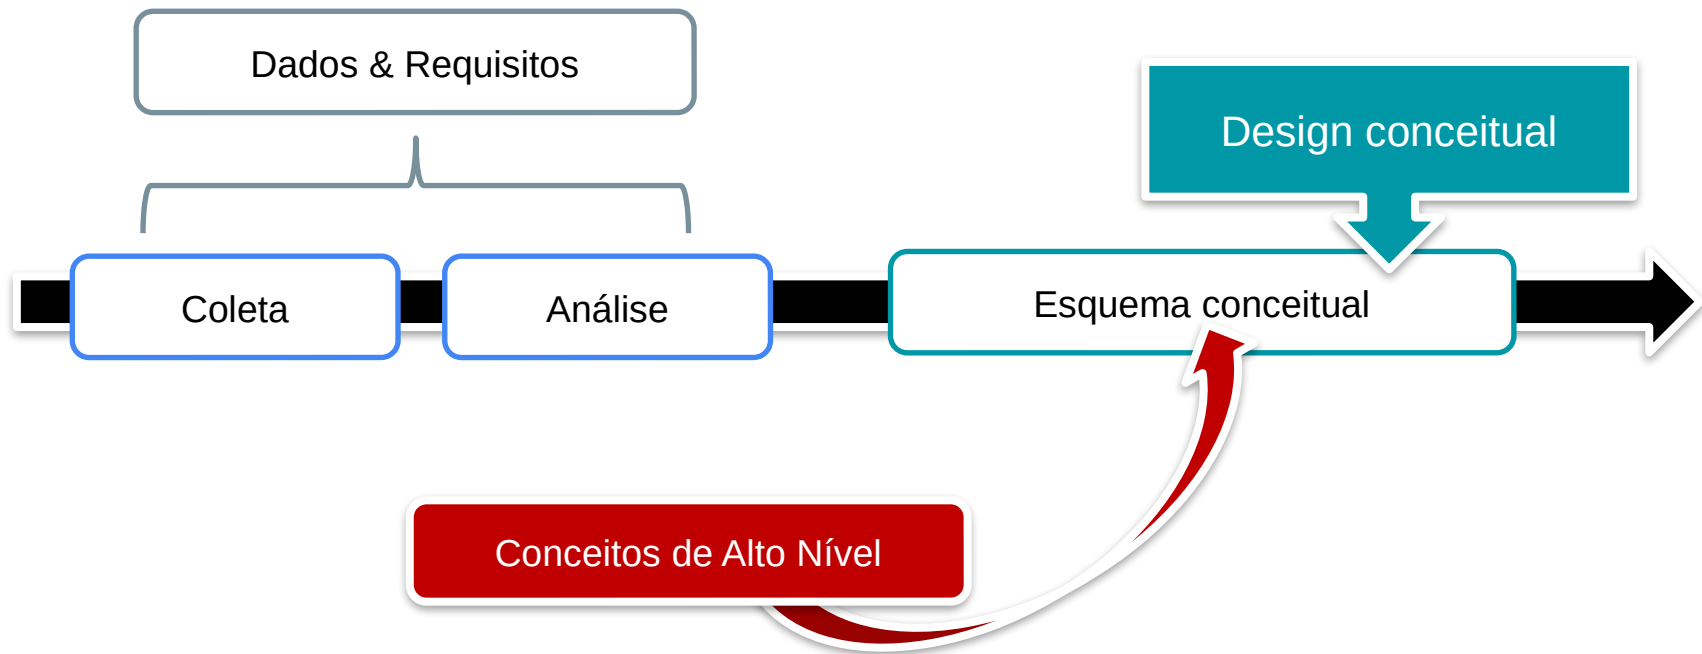 Dados & Requisitos
Design conceitual
Coleta
Análise
Esquema conceitual
Conceitos de Alto Nível